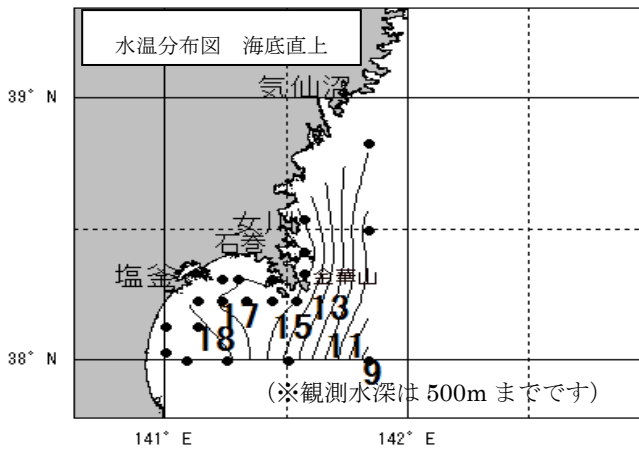 水温分布図　海底直上
気仙沼
39° N
女川
石巻
塩釜
金華山
13
17
15
18
11
38° N
9
(※観測水深は 500m までです)
141° E
142° E